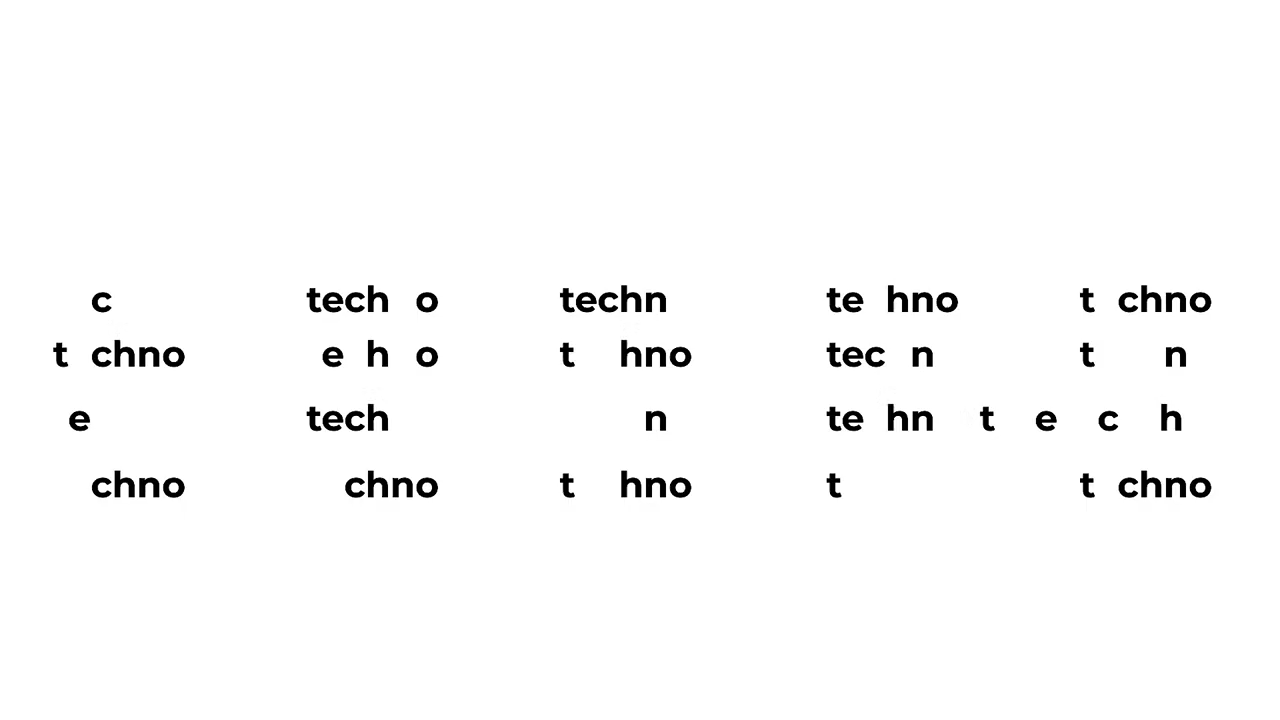 c tech o techn te hno t chno
t chno e h o t hno tec n t n
e tech n te hn t e c h
chno chno t hno t t chno